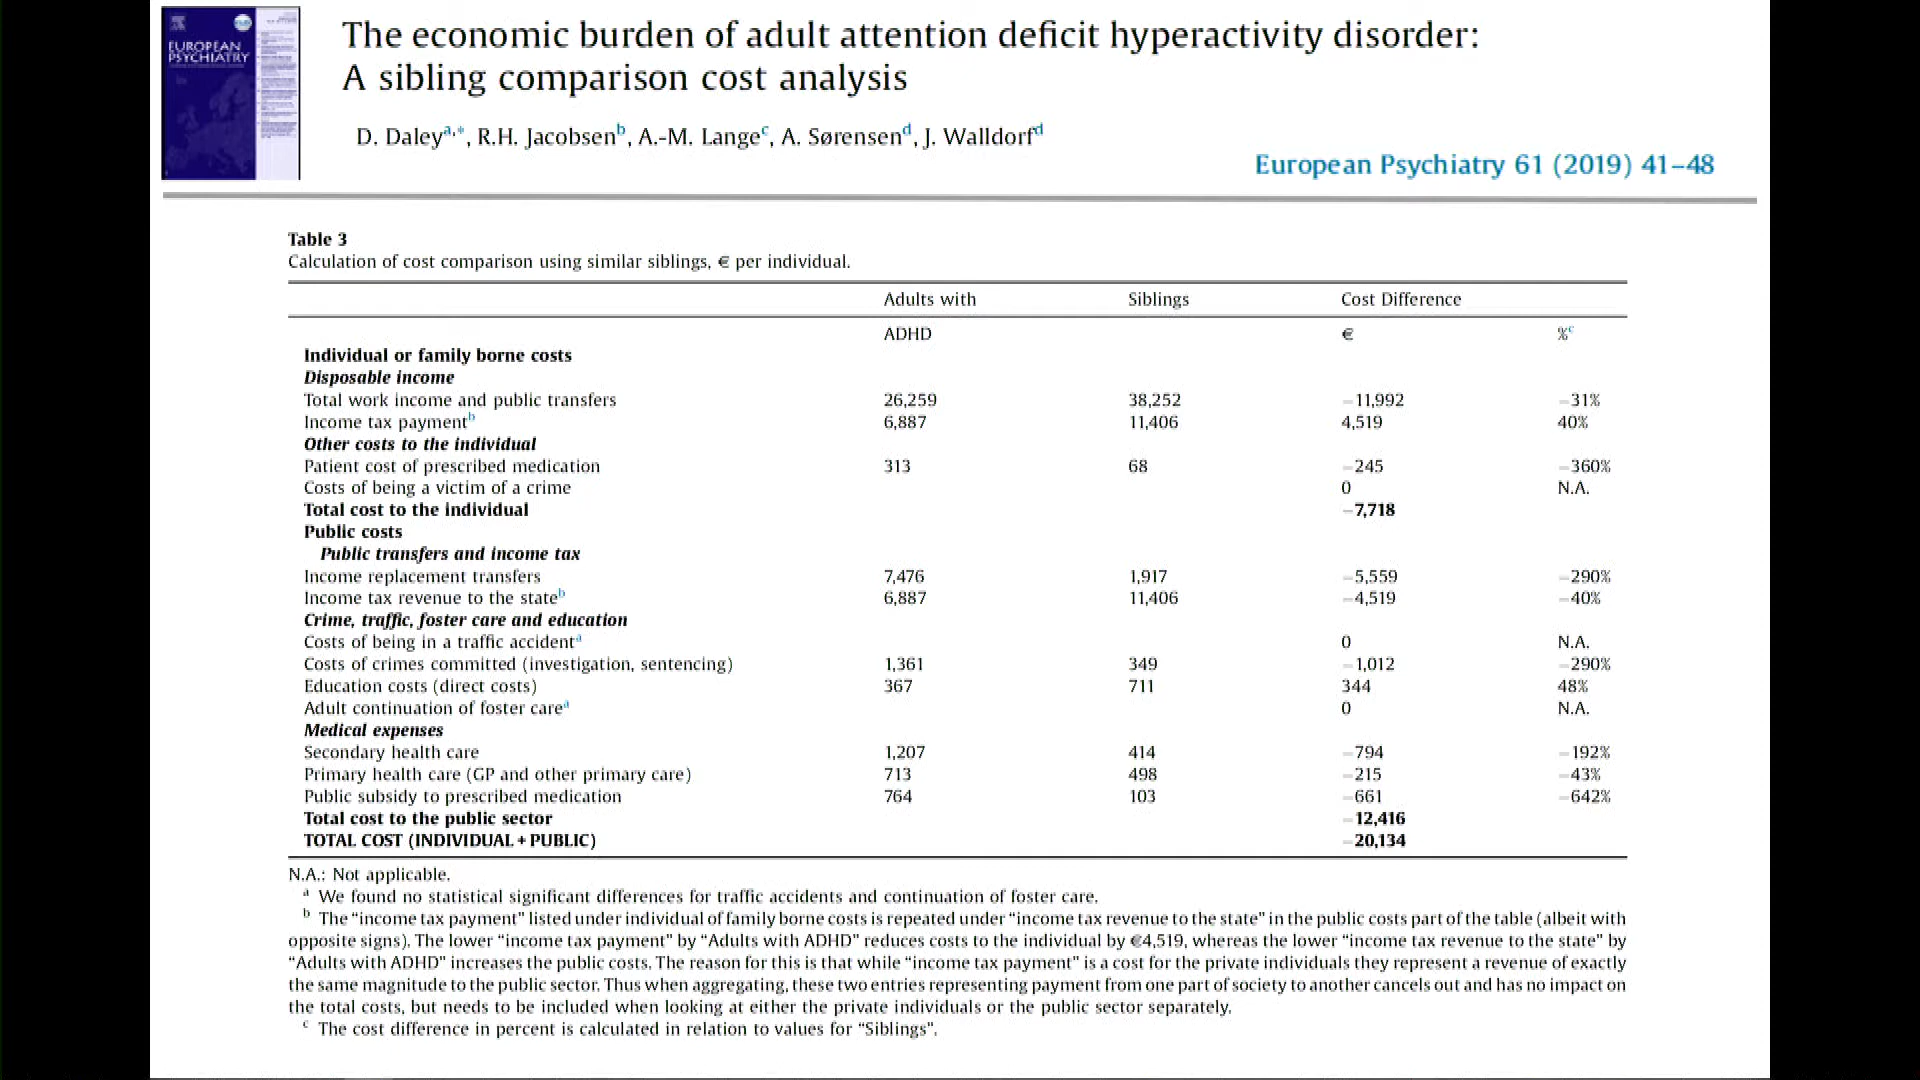 EUROPEAN
PSYCHIATRY
The economic burden of adult attention deficit hyperactivity disorder:
A sibling comparison cost analysis
D. Daleyᵃ,*, R.H. Jacobsenᵇ, A.-M. Langeᶜ, A. Sørensenᵈ, J. Walldorfᵈ
European Psychiatry 61 (2019) 41–48
Table 3
Calculation of cost comparison using similar siblings, € per individual.
Adults with Siblings Cost Difference
ADHD € %ᶜ
Individual or family borne costs
Disposable income
Total work income and public transfers 26,259 38,252 −11,992 −31%
Income tax paymentᵇ 6,887 11,406 4,519 40%
Other costs to the individual
Patient cost of prescribed medication 313 68 −245 −360%
Costs of being a victim of a crime 0 N.A.
Total cost to the individual −7,718
Public costs
Public transfers and income tax
Income replacement transfers 7,476 1,917 −5,559 −290%
Income tax revenue to the stateᵇ 6,887 11,406 −4,519 −40%
Crime, traffic, foster care and education
Costs of being in a traffic accidentᵃ 0 N.A.
Costs of crimes committed (investigation, sentencing) 1,361 349 −1,012 −290%
Education costs (direct costs) 367 711 344 48%
Adult continuation of foster careᵃ 0 N.A.
Medical expenses
Secondary health care 1,207 414 −794 −192%
Primary health care (GP and other primary care) 713 498 −215 −43%
Public subsidy to prescribed medication 764 103 −661 −642%
Total cost to the public sector −12,416
TOTAL COST (INDIVIDUAL + PUBLIC) −20,134
N.A.: Not applicable.
ᵃ We found no statistical significant differences for traffic accidents and continuation of foster care.
ᵇ The “income tax payment” listed under individual of family borne costs is repeated under “income tax revenue to the state” in the public costs part of the table (albeit with
opposite signs). The lower “income tax payment” by “Adults with ADHD” reduces costs to the individual by €4,519, whereas the lower “income tax revenue to the state” by
“Adults with ADHD” increases the public costs. The reason for this is that while “income tax payment” is a cost for the private individuals they represent a revenue of exactly
the same magnitude to the public sector. Thus when aggregating, these two entries representing payment from one part of society to another cancels out and has no impact on
the total costs, but needs to be included when looking at either the private individuals or the public sector separately.
ᶜ The cost difference in percent is calculated in relation to values for “Siblings”.